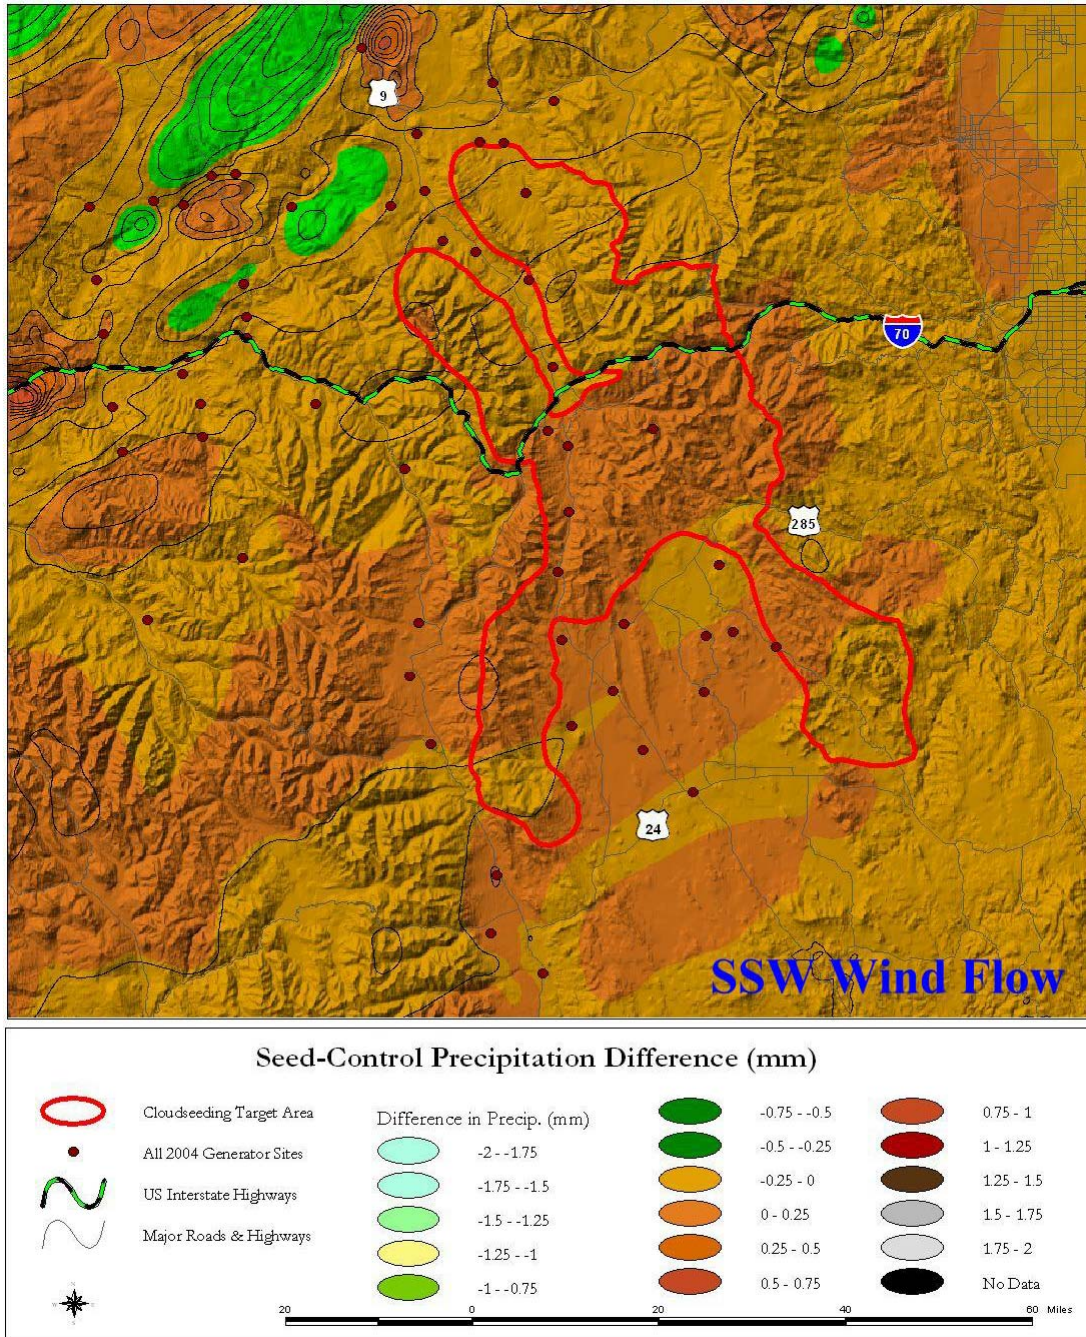 9
70
285
24
SSW Wind Flow
Seed-Control Precipitation Difference (mm)
Cloudseeding Target Area
All 2004 Generator Sites
US Interstate Highways
Major Roads & Highways
N
W
E
S
Difference in Precip. (mm)
-2 - -1.75
-1.75 - -1.5
-1.5 - -1.25
-1.25 - -1
-1 - -0.75
-0.75 - -0.5
-0.5 - -0.25
-0.25 - 0
0 - 0.25
0.25 - 0.5
0.5 - 0.75
0.75 - 1
1 - 1.25
1.25 - 1.5
1.5 - 1.75
1.75 - 2
No Data
20 0 20 40 60 Miles